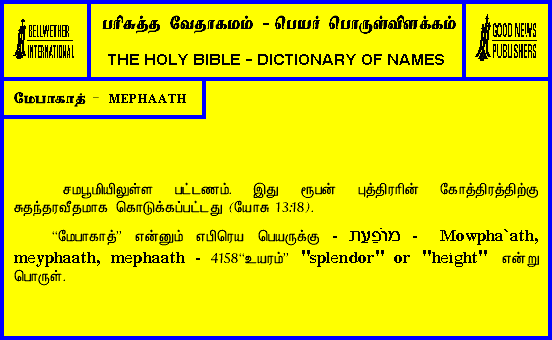 BELLWETHER
INTERNATIONAL
பரிசுத்த வேதாகமம் - பெயர் பொருள்விளக்கம்
THE HOLY BIBLE - DICTIONARY OF NAMES
GOOD NEWS
PUBLISHERS
மேபாகாத் - MEPHAATH
சமபூமியிலுள்ள பட்டணம். இது ரூபன் புத்திரரின் கோத்திரத்திற்கு
சுதந்தரவீதமாக கொடுக்கப்பட்டது (யோசு 13:18).
“மேபாகாத்” என்னும் எபிரெய பெயருக்கு - מוֹפַעַת - Mowpha`ath,
meyphaath, mephaath - 4158“உயரம்” "splendor" or "height" என்று
பொருள்.